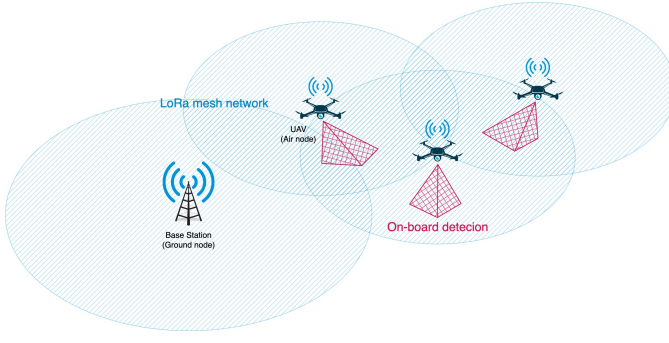 LoRa mesh network
UAV
(Air node)
Base Station
(Ground node)
On-board detecion